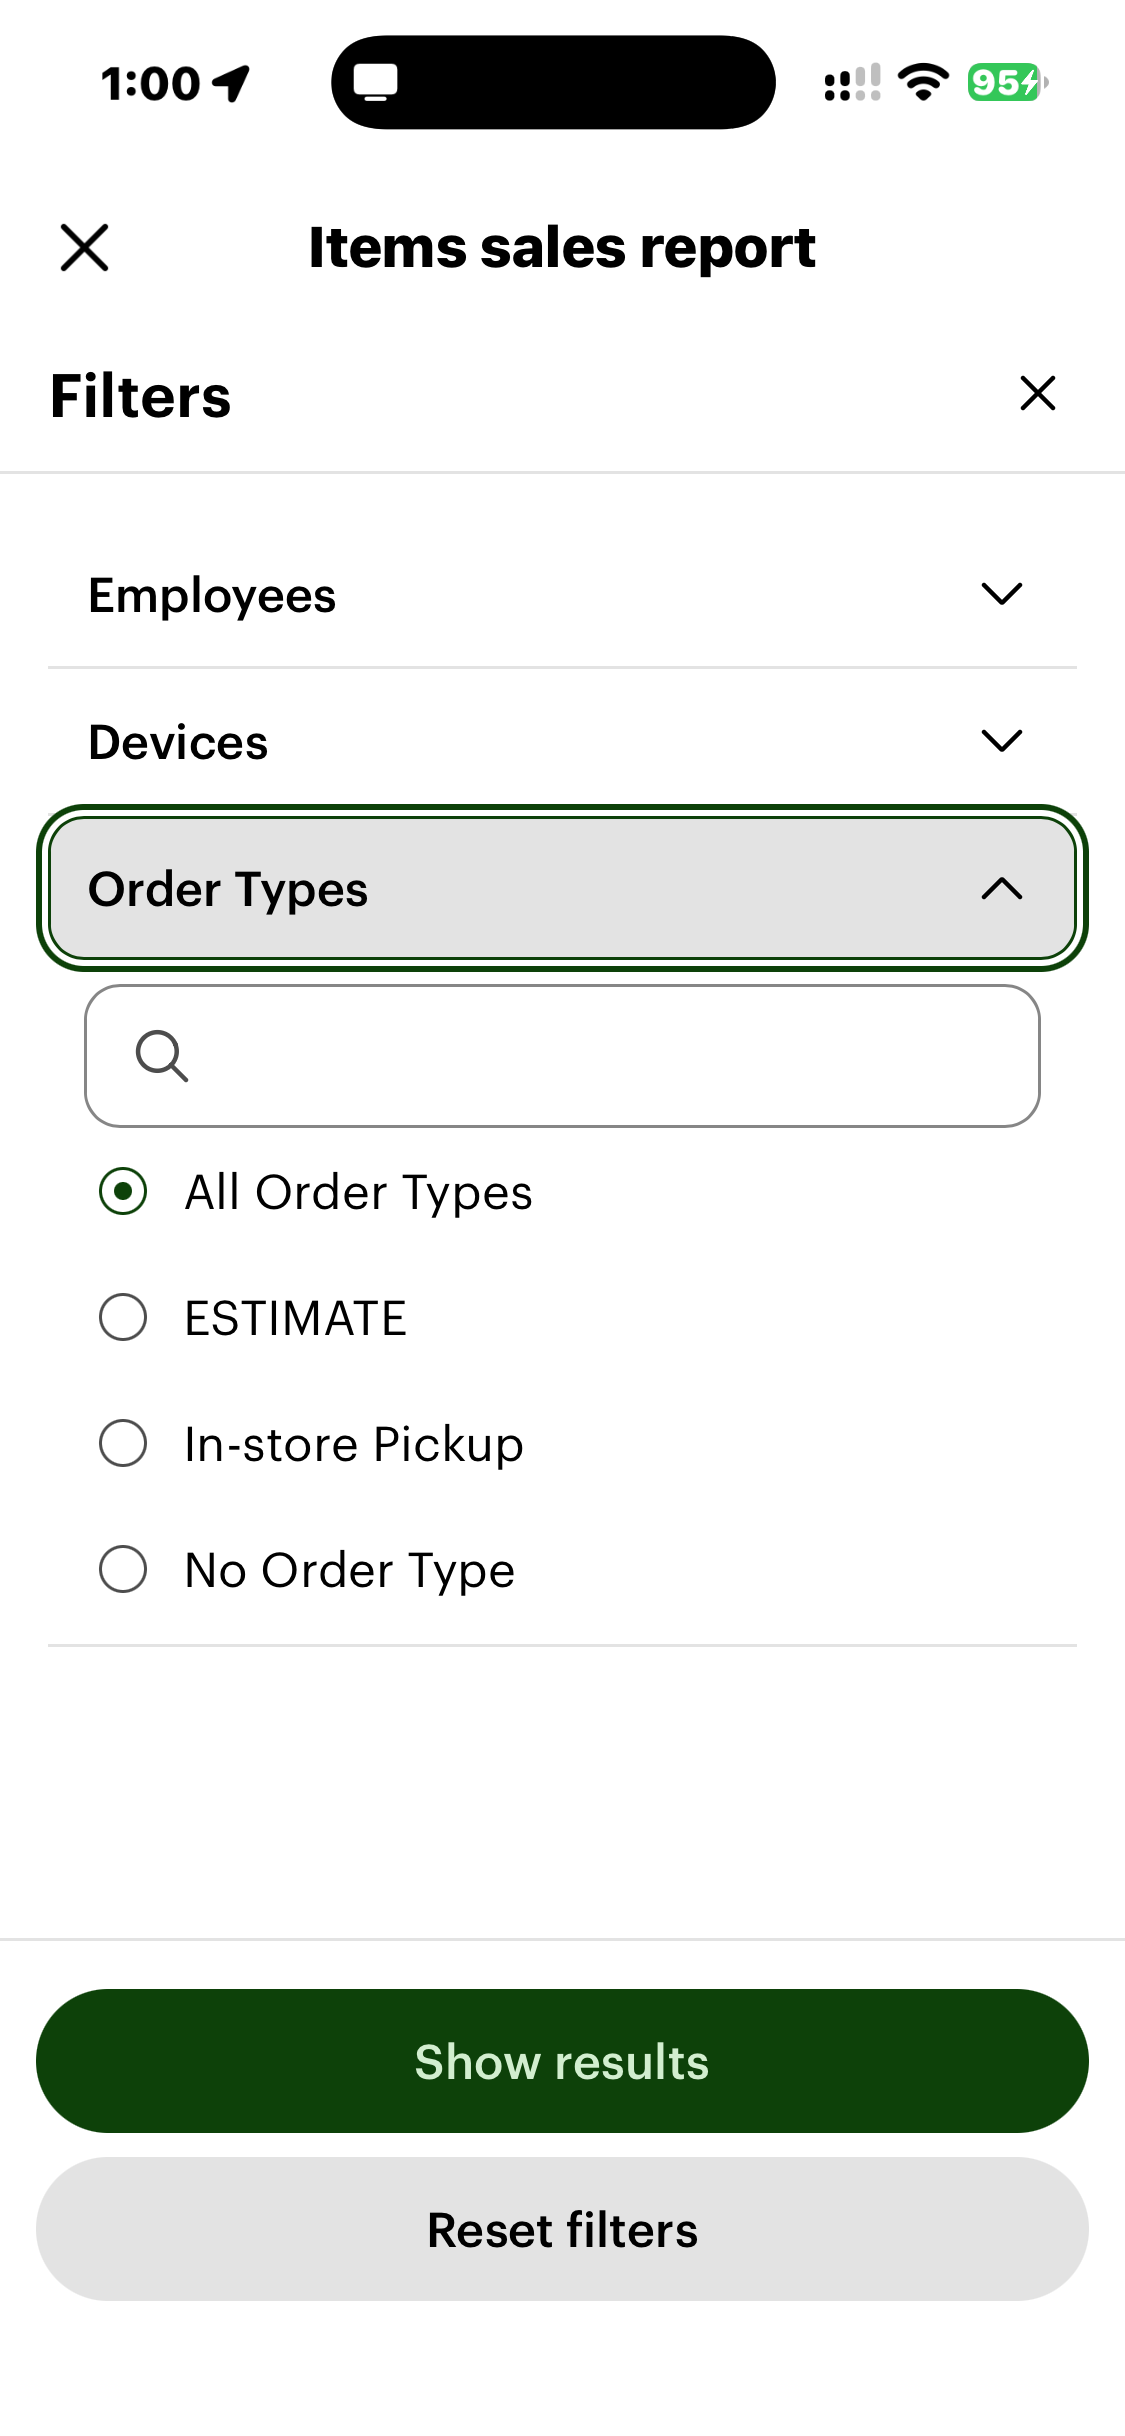 1:00
95
Items sales report
Filters
Employees
Devices
Order Types
All Order Types
ESTIMATE
In-store Pickup
No Order Type
Show results
Reset filters